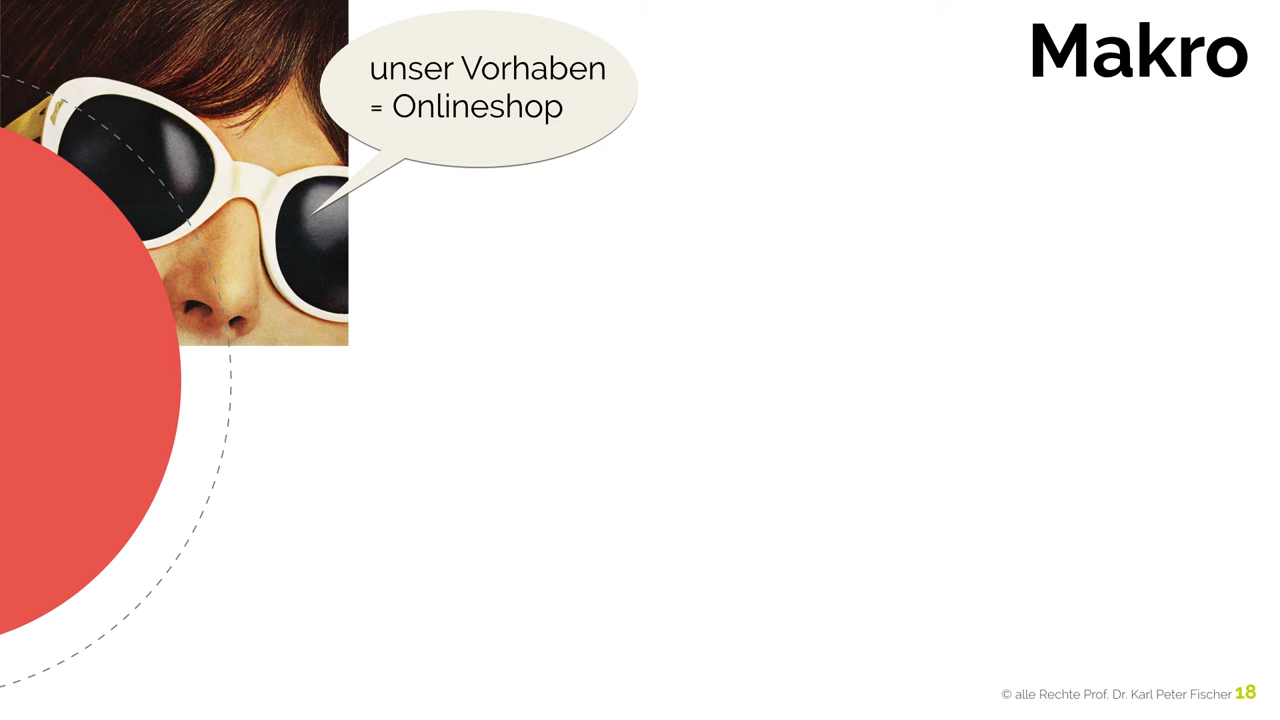 Makro
unser Vorhaben
= Onlineshop
© alle Rechte Prof. Dr. Karl Peter Fischer 18